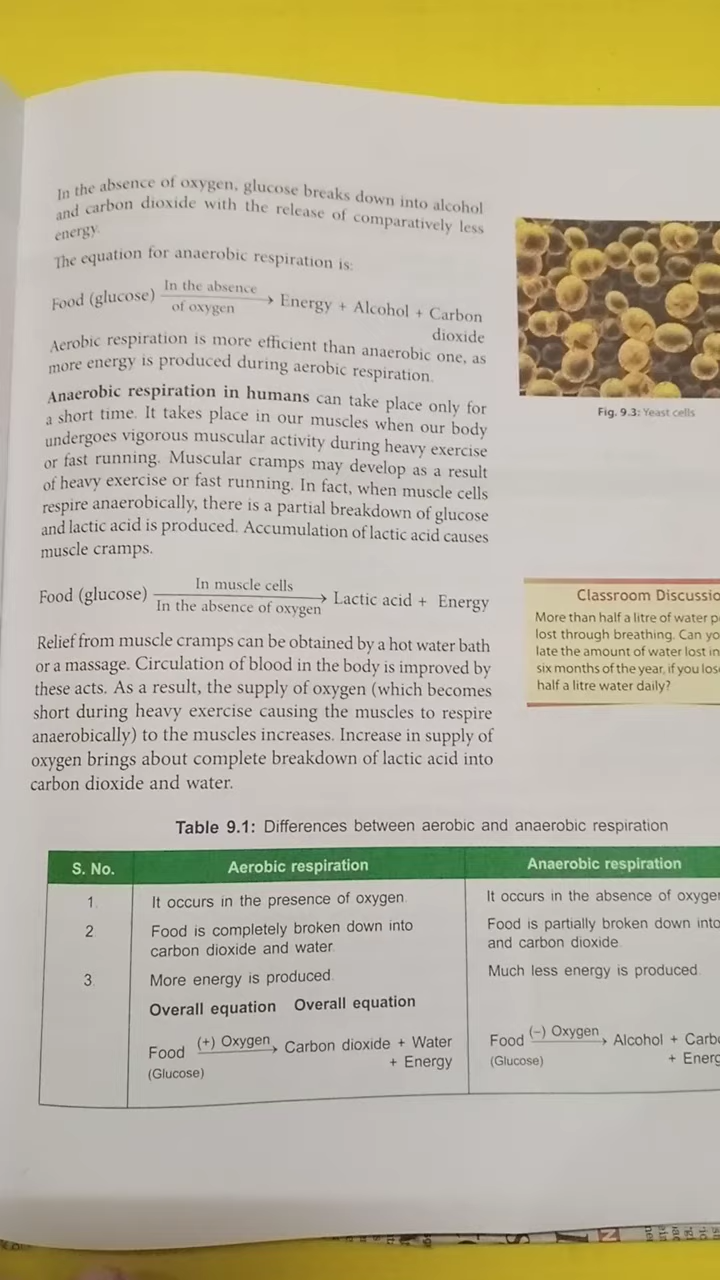 In the absence of oxygen, glucose breaks down into alcohol
and carbon dioxide with the release of comparatively less
energy.
The equation for anaerobic respiration is:
Food (glucose) In the absence of oxygen → Energy + Alcohol + Carbon
dioxide
Aerobic respiration is more efficient than anaerobic one, as
more energy is produced during aerobic respiration.
Anaerobic respiration in humans can take place only for
a short time. It takes place in our muscles when our body
undergoes vigorous muscular activity during heavy exercise
or fast running. Muscular cramps may develop as a result
of heavy exercise or fast running. In fact, when muscle cells
respire anaerobically, there is a partial breakdown of glucose
and lactic acid is produced. Accumulation of lactic acid causes
muscle cramps.
Food (glucose) In muscle cells In the absence of oxygen → Lactic acid + Energy
Relief from muscle cramps can be obtained by a hot water bath
or a massage. Circulation of blood in the body is improved by
these acts. As a result, the supply of oxygen (which becomes
short during heavy exercise causing the muscles to respire
anaerobically) to the muscles increases. Increase in supply of
oxygen brings about complete breakdown of lactic acid into
carbon dioxide and water.
Fig. 9.3: Yeast cells
Classroom
More than half a litre of water
lost through breathing. Can
late the amount of water lost in
six months of the year, if you
half a litre water daily?
Table 9.1: Differences between aerobic and anaerobic respiration
S. No. Aerobic respiration Anaerobic respiration
1. It occurs in the presence of oxygen. It occurs in the absence of
2. Food is completely broken down into Food is partially broken down into
carbon dioxide and water. and carbon dioxide.
3. More energy is produced. Much less energy is produced.
Overall equation Overall equation
Food (+) Oxygen → Carbon dioxide + Water Food (−) Oxygen → Alcohol +
(Glucose) + Energy (Glucose) +